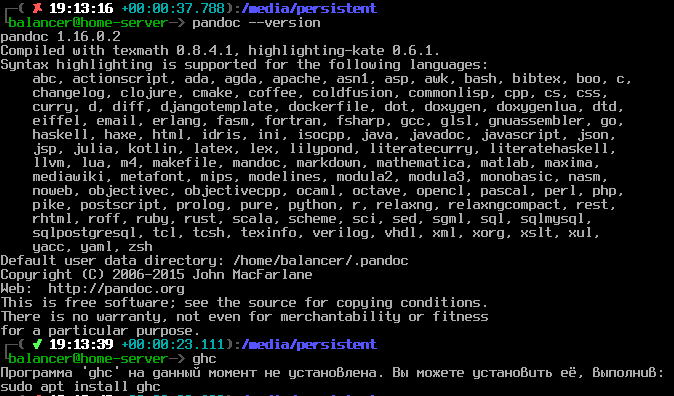 ┌─( ✘ 19:13:16 +00:00:37.788):/media/persistent
└balancer@home-server─> pandoc --version
pandoc 1.16.0.2
Compiled with texmath 0.8.4.1, highlighting-kate 0.6.1.
Syntax highlighting is supported for the following languages:
    abc, actionscript, ada, agda, apache, asn1, asp, awk, bash, bibtex, boo, c,
    changelog, clojure, cmake, coffee, coldfusion, commonlisp, cpp, cs, css,
    curry, d, diff, djangotemplate, dockerfile, dot, doxygen, doxygenlua, dtd,
    eiffel, email, erlang, fasm, fortran, fsharp, gcc, glsl, gnuassembler, go,
    haskell, haxe, html, idris, ini, isocpp, java, javadoc, javascript, json,
    jsp, julia, kotlin, latex, lex, lilypond, literatecurry, literatehaskell,
    llvm, lua, m4, makefile, mandoc, markdown, mathematica, matlab, maxima,
    mediawiki, metafont, mips, modelines, modula2, modula3, monobasic, nasm,
    noweb, objectivec, objectivecpp, ocaml, octave, opencl, pascal, perl, php,
    pike, postscript, prolog, pure, python, r, relaxng, relaxngcompact, rest,
    rhtml, roff, ruby, rust, scala, scheme, sci, sed, sgml, sql, sqlmysql,
    sqlpostgresql, tcl, tcsh, texinfo, verilog, vhdl, xml, xorg, xslt, xul,
    yacc, yaml, zsh
Default user data directory: /home/balancer/.pandoc
Copyright (C) 2006-2015 John MacFarlane
Web:  http://pandoc.org
This is free software; see the source for copying conditions.
There is no warranty, not even for merchantability or fitness
for a particular purpose.
┌─( ✔ 19:13:39 +00:00:23.111):/media/persistent
└balancer@home-server─> ghc
Программа 'ghc' на данный момент не установлена. Вы можете установить её, выполнив:
sudo apt install ghc